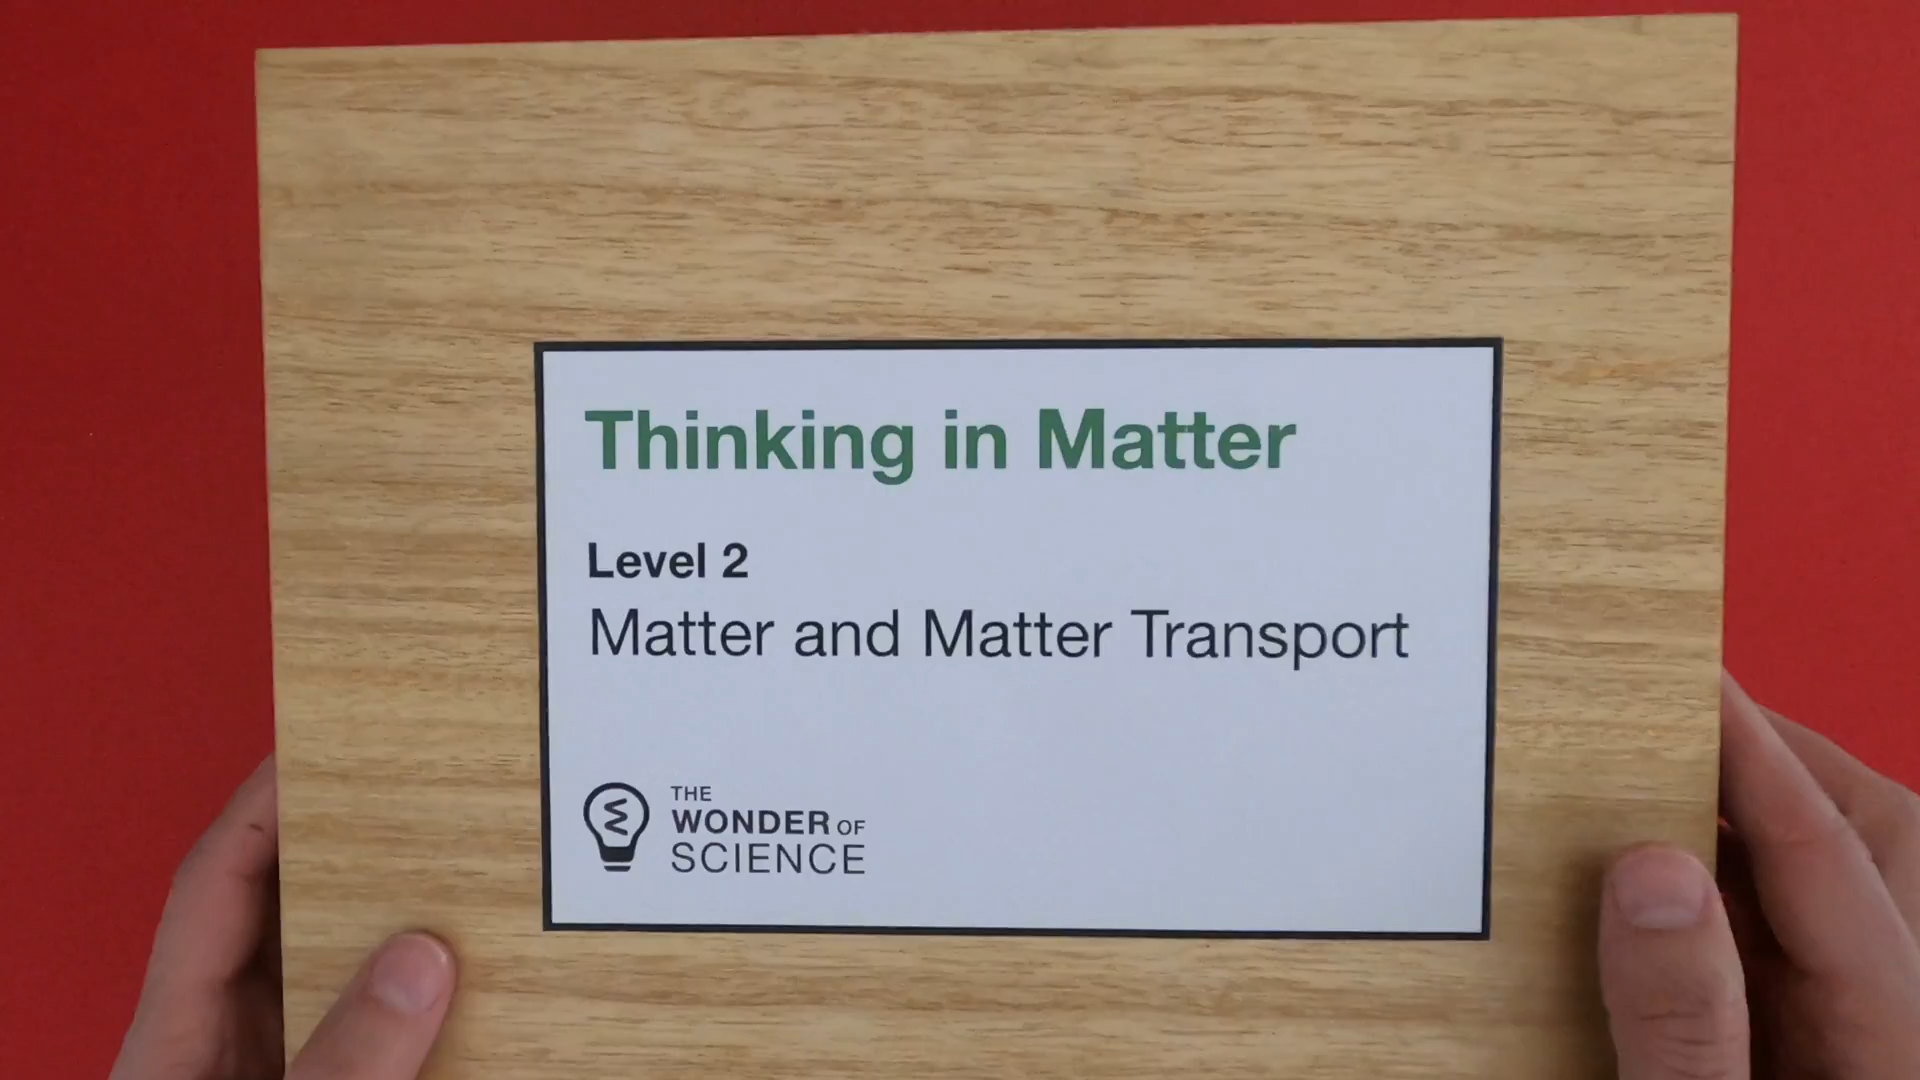 Thinking in Matter
Level 2
Matter and Matter Transport
THE
WONDER OF
SCIENCE